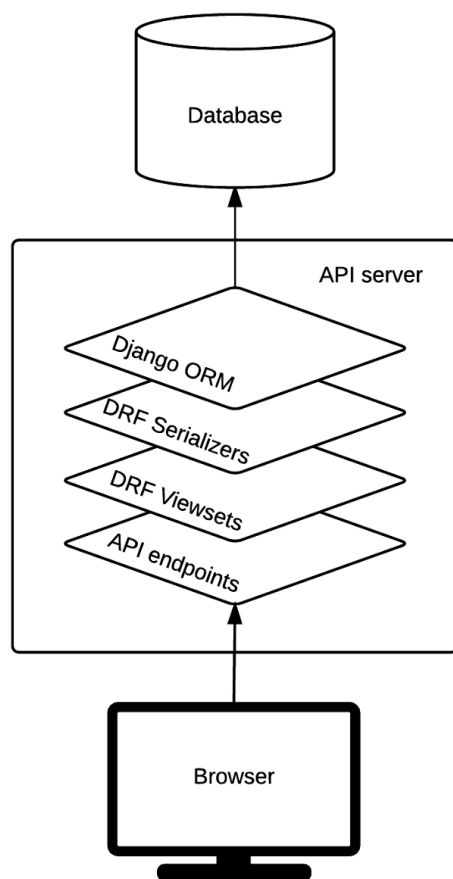 Database
API server
Django ORM
DRF Serializers
DRF Viewsets
API endpoints
Browser